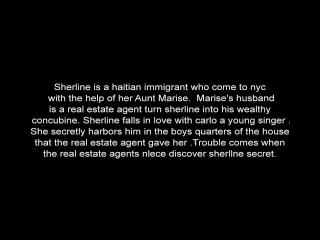 Sherline is a haitian immigrant who come to nyc
with the help of her Aunt Marise.  Marise's husband
is a real estate agent turn sherline into his wealthy
concubine. Sherline falls in love with carlo a young singer .
She secretly harbors him in the boys quarters of the house
that the real estate agent gave her .Trouble comes when
the real estate agents nlece discover sherllne secret.